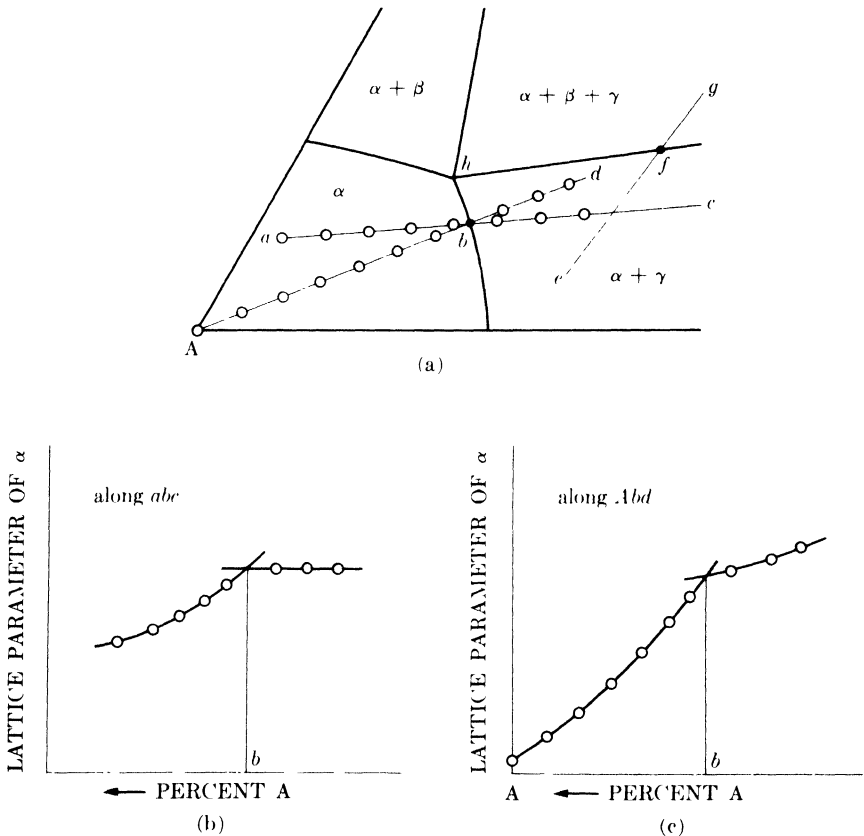 α + β
α + β + γ
g
h
f
α
d
a
c
b
e
α + γ
A
(a)
LATTICE PARAMETER OF α
along abc
b
PERCENT A
(b)
LATTICE PARAMETER OF α
along Abd
b
A
PERCENT A
(c)